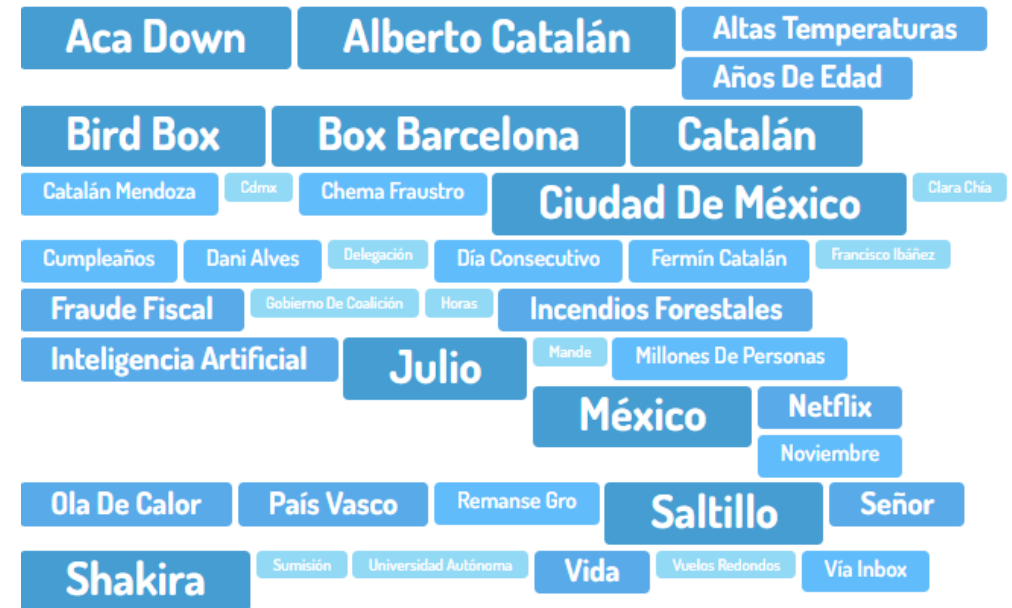 Aca Down Alberto Catalán Altas Temperaturas
Años De Edad
Bird Box Box Barcelona Catalán
Catalán Mendoza Cdmx Chema Fraustro Ciudad De México Clara Chía
Cumpleaños Dani Alves Delegación Día Consecutivo Fermín Catalán Francisco Ibáñez
Fraude Fiscal Gobierno De Coalición Horas Incendios Forestales
Inteligencia Artificial Julio Mande Millones De Personas
México Netflix
Noviembre
Ola De Calor País Vasco Remanse Gro Saltillo Señor
Shakira Sumisión Universidad Autónoma Vida Vuelos Redondos Vía Inbox